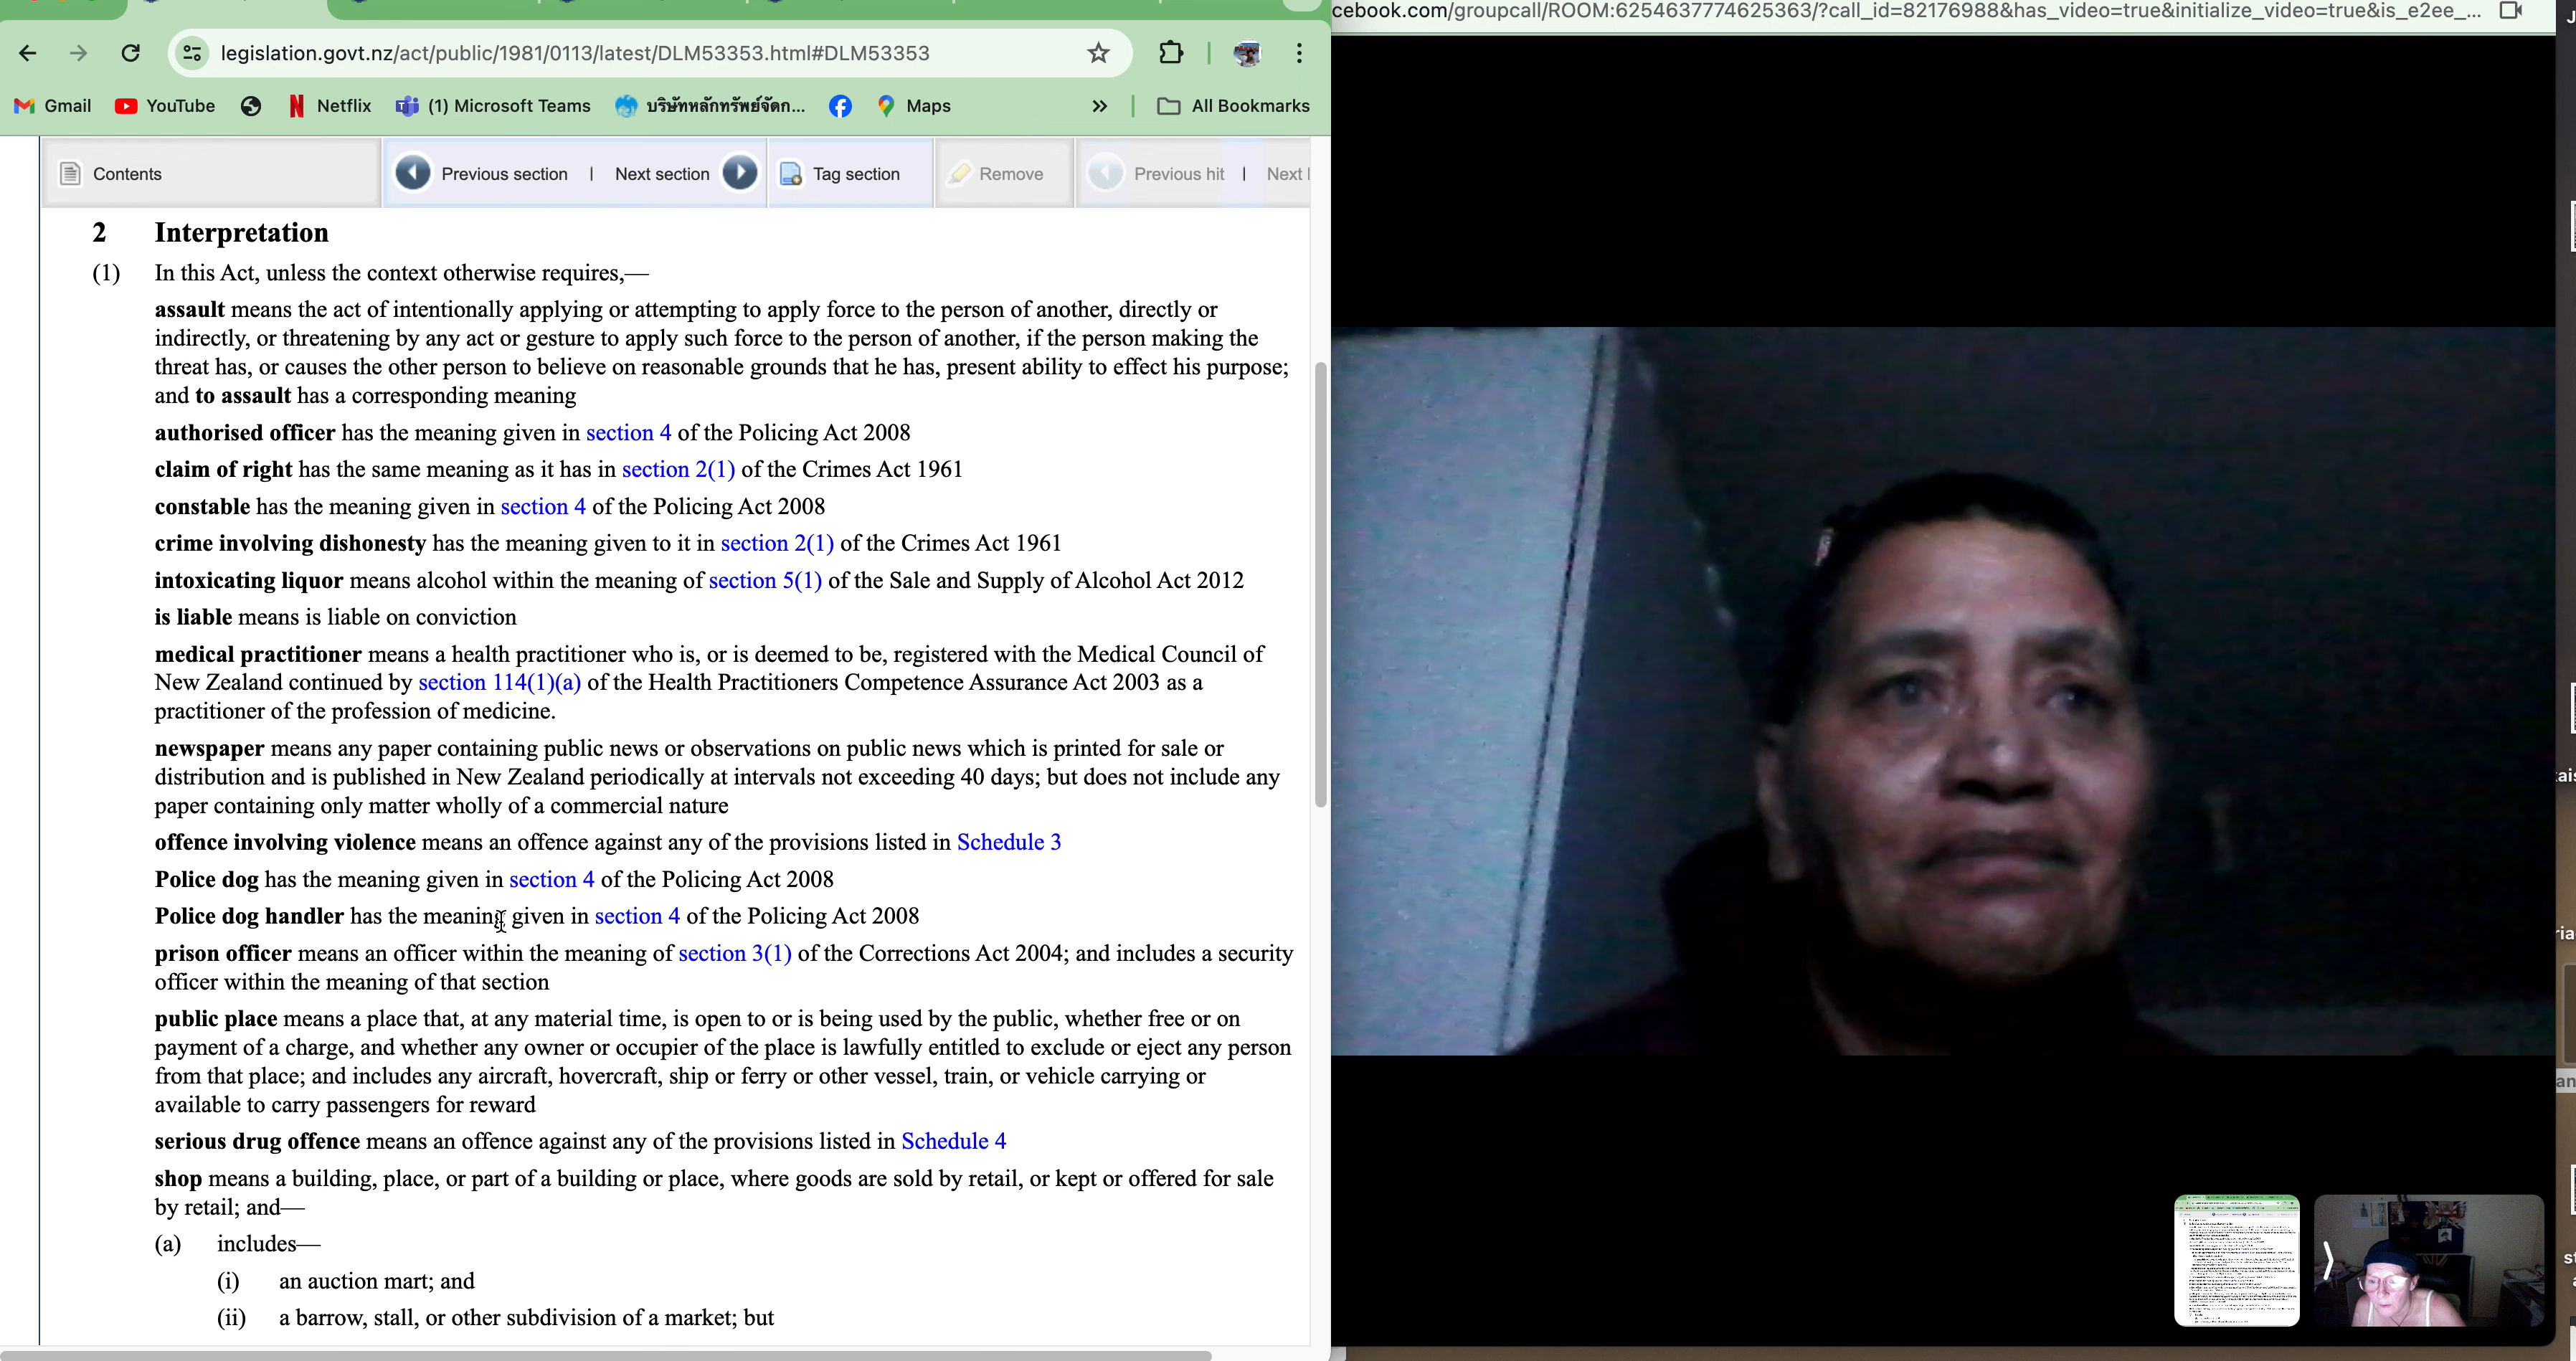 legislation.govt.nz/act/public/1981/0113/latest/DLM53353.html#DLM53353
cebook.com/groupcall/ROOM:6254637774625363/?call_id=82176988&has_video=true&initialize_video=true&is_e2ee_...
Gmail YouTube Netflix (1) Microsoft Teams บริษัทหลักทรัพย์จัดก... Maps » All Bookmarks
Contents Previous section | Next section Tag section Remove Previous hit | Next
2 Interpretation
(1) In this Act, unless the context otherwise requires,—
assault means the act of intentionally applying or attempting to apply force to the person of another, directly or
indirectly, or threatening by any act or gesture to apply such force to the person of another, if the person making the
threat has, or causes the other person to believe on reasonable grounds that he has, present ability to effect his purpose;
and to assault has a corresponding meaning
authorised officer has the meaning given in section 4 of the Policing Act 2008
claim of right has the same meaning as it has in section 2(1) of the Crimes Act 1961
constable has the meaning given in section 4 of the Policing Act 2008
crime involving dishonesty has the meaning given to it in section 2(1) of the Crimes Act 1961
intoxicating liquor means alcohol within the meaning of section 5(1) of the Sale and Supply of Alcohol Act 2012
is liable means is liable on conviction
medical practitioner means a health practitioner who is, or is deemed to be, registered with the Medical Council of
New Zealand continued by section 114(1)(a) of the Health Practitioners Competence Assurance Act 2003 as a
practitioner of the profession of medicine.
newspaper means any paper containing public news or observations on public news which is printed for sale or
distribution and is published in New Zealand periodically at intervals not exceeding 40 days; but does not include any
paper containing only matter wholly of a commercial nature
offence involving violence means an offence against any of the provisions listed in Schedule 3
Police dog has the meaning given in section 4 of the Policing Act 2008
Police dog handler has the meaning given in section 4 of the Policing Act 2008
prison officer means an officer within the meaning of section 3(1) of the Corrections Act 2004; and includes a security
officer within the meaning of that section
public place means a place that, at any material time, is open to or is being used by the public, whether free or on
payment of a charge, and whether any owner or occupier of the place is lawfully entitled to exclude or eject any person
from that place; and includes any aircraft, hovercraft, ship or ferry or other vessel, train, or vehicle carrying or
available to carry passengers for reward
serious drug offence means an offence against any of the provisions listed in Schedule 4
shop means a building, place, or part of a building or place, where goods are sold by retail, or kept or offered for sale
by retail; and—
(a) includes—
(i) an auction mart; and
(ii) a barrow, stall, or other subdivision of a market; but